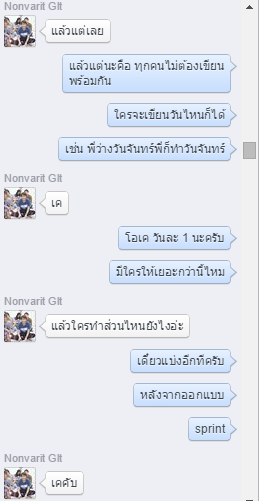 Nonvarit Glt
แล้วแต่เลย
แล้วแต่นะคือ ทุกคนไม่ต้องเขียน
พร้อมกัน
ใครจะเขียนวันไหนก็ได้
เช่น พี่ว่างวันจันทร์พี่ก็ทำวันจันทร์
Nonvarit Glt
เค
โอเค วันละ 1 นะครับ
มีใครให้เยอะกว่านี้ไหม
Nonvarit Glt
แล้วใครทำส่วนไหนยังไงอ่ะ
เดี๋ยวแบ่งอีกทีครับ
หลังจากออกแบบ
sprint
Nonvarit Glt
เคคับ